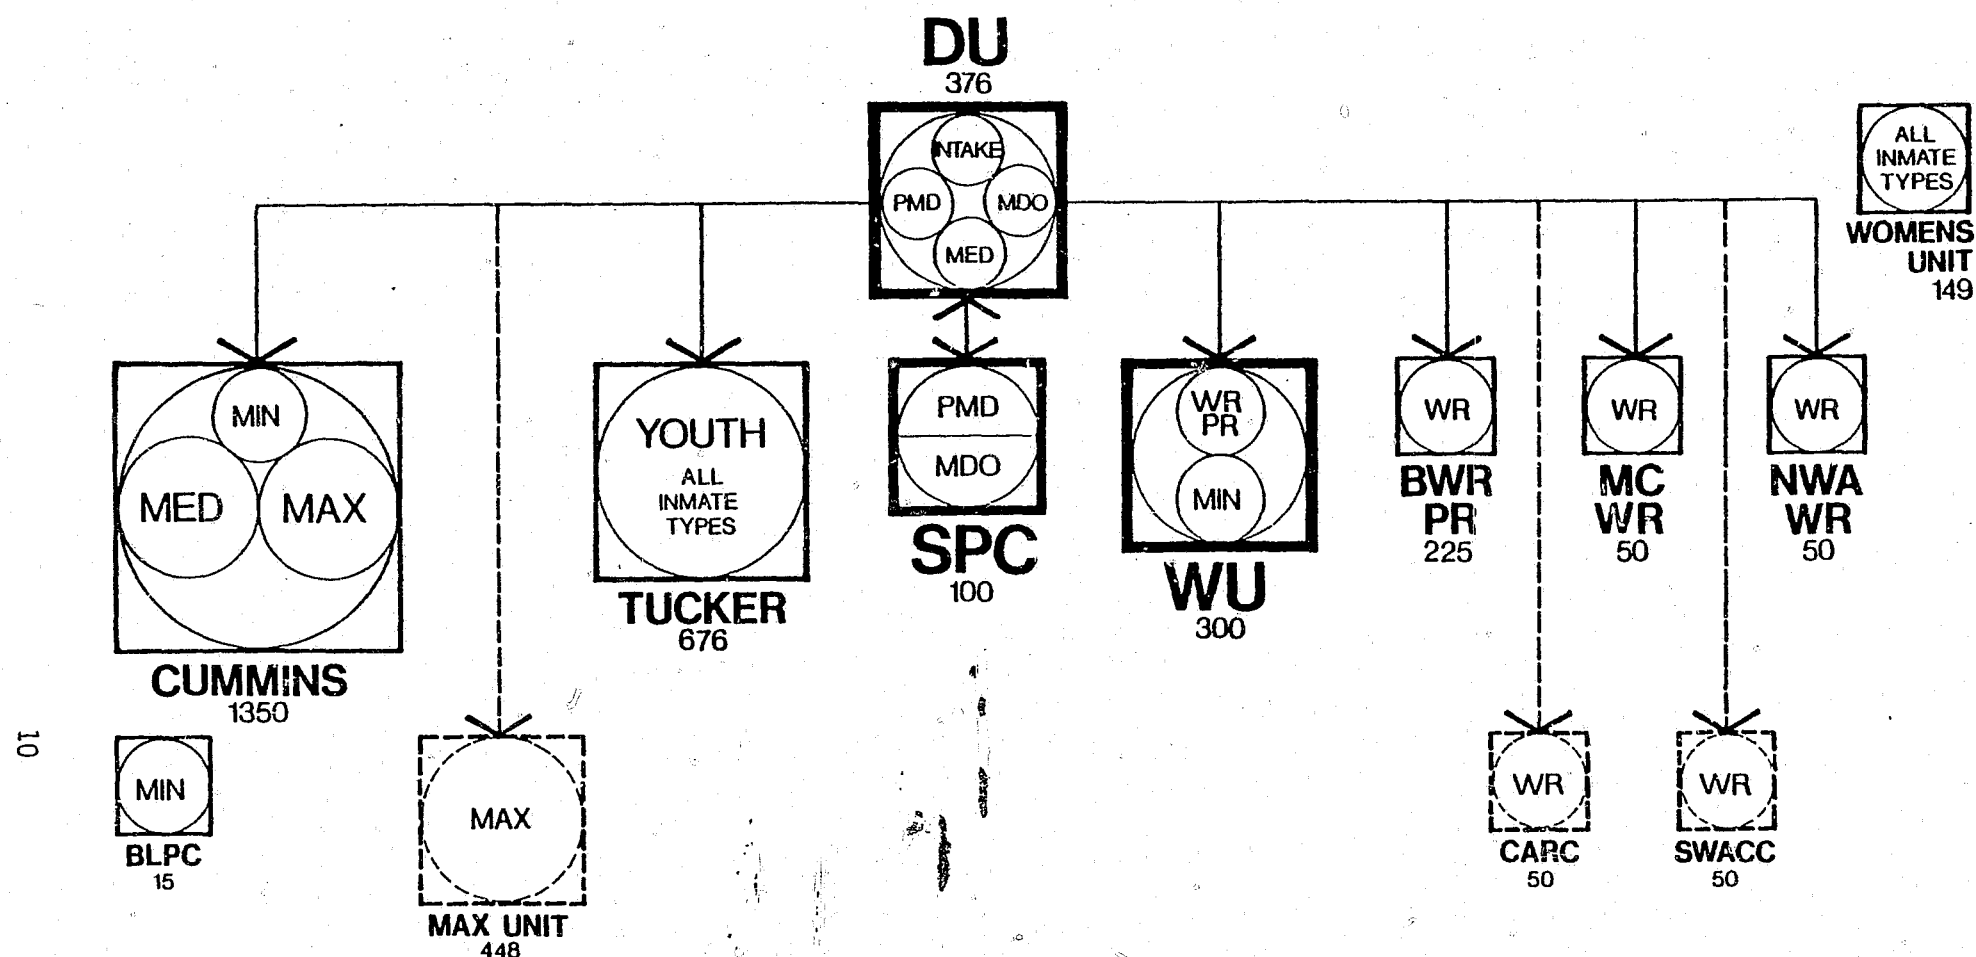 DU
376
INTAKE
PMD
MDO
MED
ALL
INMATE
TYPES
WOMENS
UNIT
149
MIN
MED
MAX
CUMMINS
1350
YOUTH
ALL
INMATE
TYPES
TUCKER
676
PMD
MDO
SPC
100
WR
PR
MIN
WU
300
WR
BWR
PR
225
WR
MC
WR
50
WR
NWA
WR
50
MIN
BLPC
15
MAX
MAX UNIT
448
WR
CARC
50
WR
SWACC
50
10